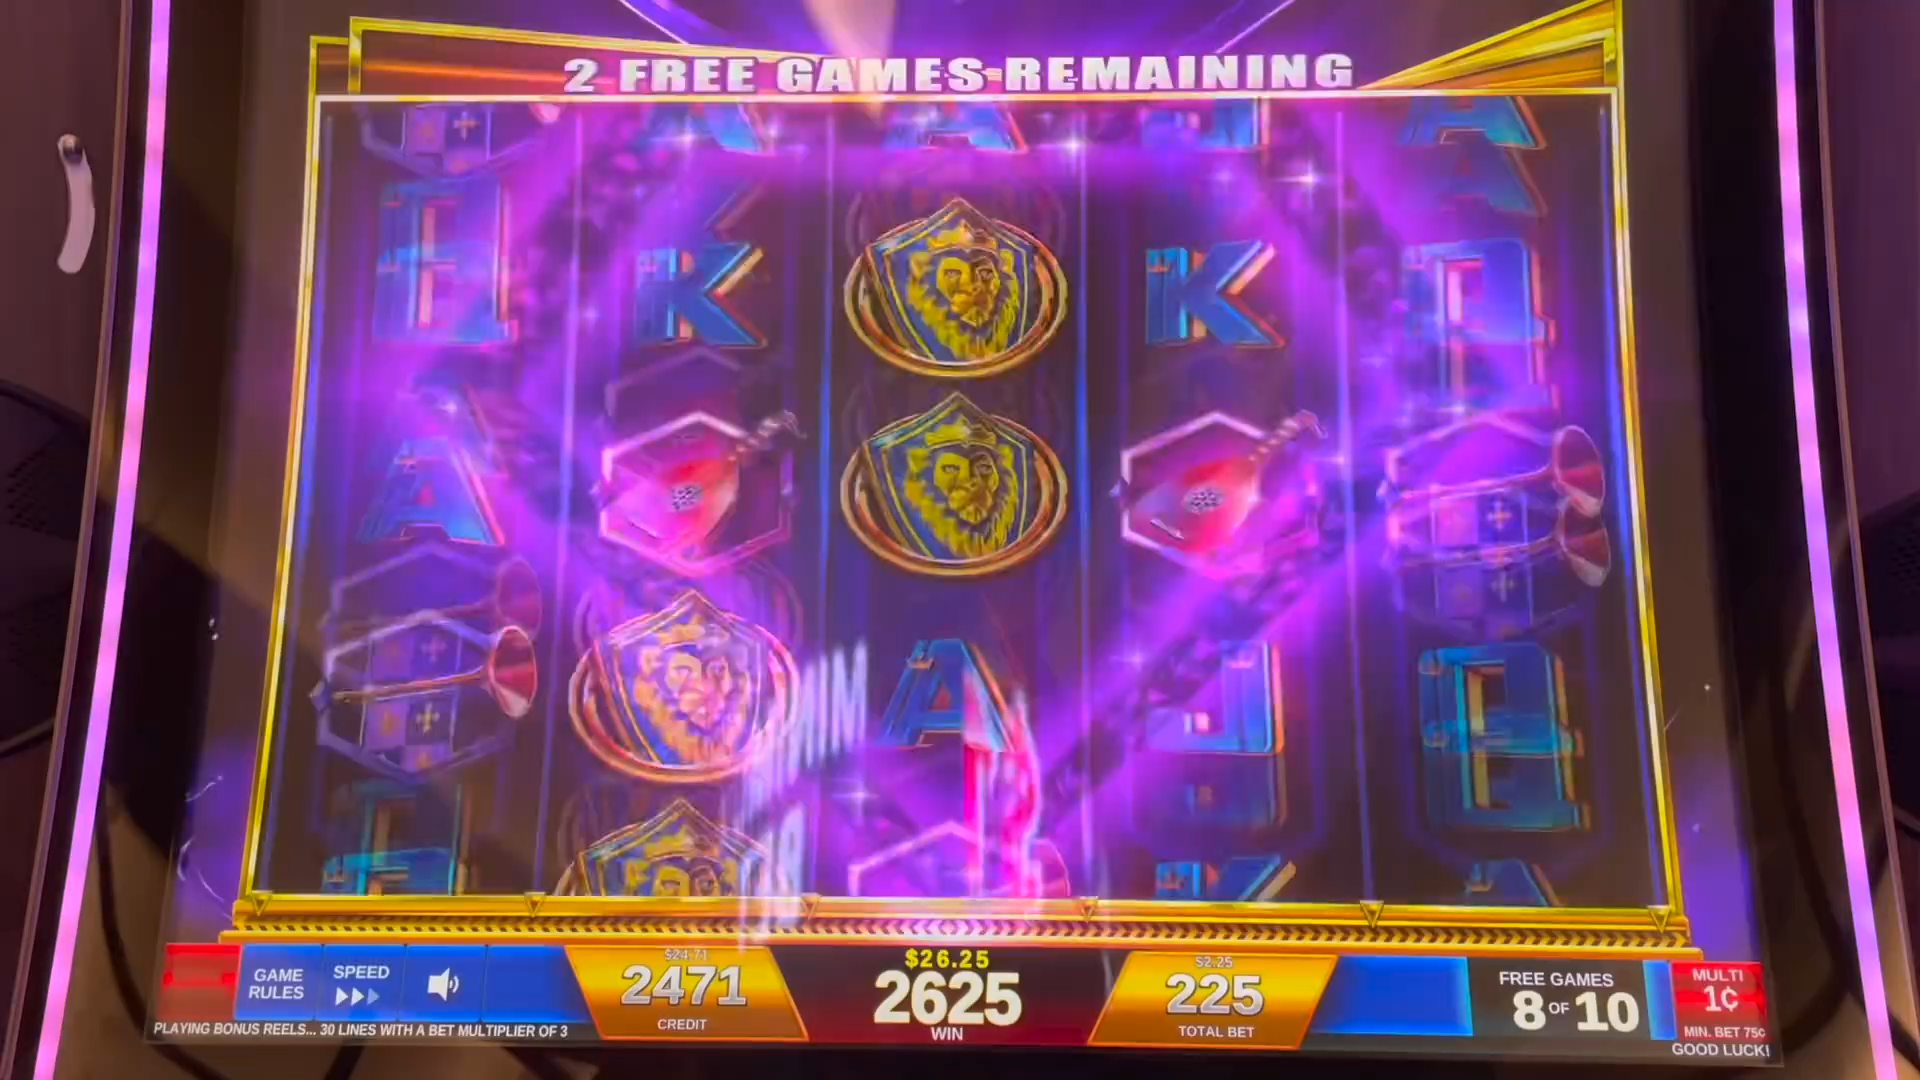 2 FREE GAMES REMAINING
K
K
A
A
J
GAME
RULES
SPEED
$24.71
2471
CREDIT
$26.25
2625
WIN
$2.25
225
TOTAL BET
FREE GAMES
8 OF 10
MULTI
1¢
MIN. BET 75¢
PLAYING BONUS REELS... 30 LINES WITH A BET MULTIPLIER OF 3
GOOD LUCK!